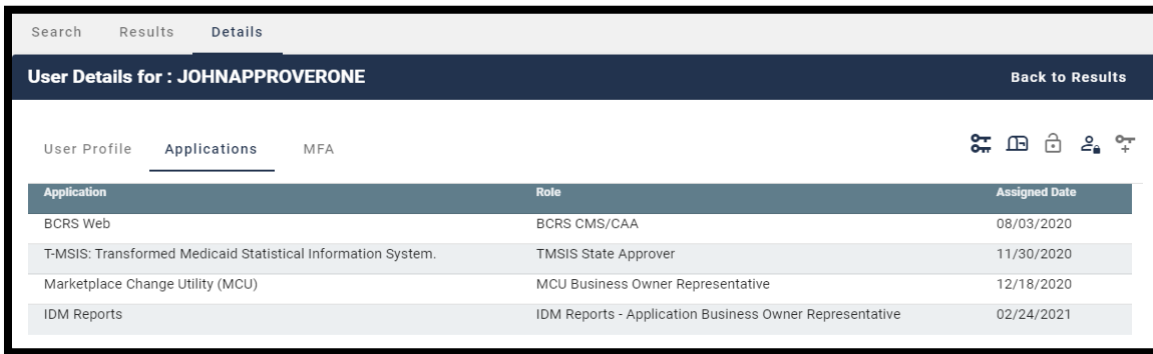 Search Results Details
User Details for : JOHNAPPROVERONE Back to Results
User Profile Applications MFA
Application Role Assigned Date
BCRS Web BCRS CMS/CAA 08/03/2020
T-MSIS: Transformed Medicaid Statistical Information System. TMSIS State Approver 11/30/2020
Marketplace Change Utility (MCU) MCU Business Owner Representative 12/18/2020
IDM Reports IDM Reports - Application Business Owner Representative 02/24/2021